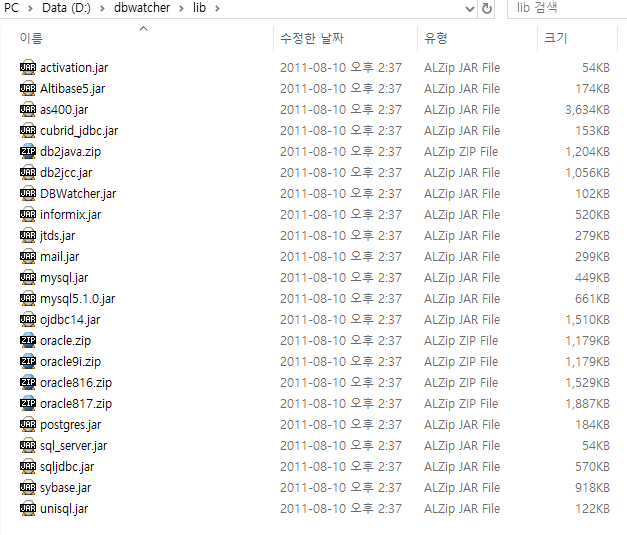 PC > Data (D:) > dbwatcher > lib > lib 검색
이름 수정한 날짜 유형 크기
activation.jar 2011-08-10 오후 2:37 ALZip JAR File 54KB
Altibase5.jar 2011-08-10 오후 2:37 ALZip JAR File 174KB
as400.jar 2011-08-10 오후 2:37 ALZip JAR File 3,634KB
cubrid_jdbc.jar 2011-08-10 오후 2:37 ALZip JAR File 153KB
db2java.zip 2011-08-10 오후 2:37 ALZip ZIP File 1,204KB
db2jcc.jar 2011-08-10 오후 2:37 ALZip JAR File 1,056KB
DBWatcher.jar 2011-08-10 오후 2:37 ALZip JAR File 102KB
informix.jar 2011-08-10 오후 2:37 ALZip JAR File 520KB
jtds.jar 2011-08-10 오후 2:37 ALZip JAR File 279KB
mail.jar 2011-08-10 오후 2:37 ALZip JAR File 299KB
mysql.jar 2011-08-10 오후 2:37 ALZip JAR File 449KB
mysql5.1.0.jar 2011-08-10 오후 2:37 ALZip JAR File 661KB
ojdbc14.jar 2011-08-10 오후 2:37 ALZip JAR File 1,510KB
oracle.zip 2011-08-10 오후 2:37 ALZip ZIP File 1,179KB
oracle9i.zip 2011-08-10 오후 2:37 ALZip ZIP File 1,179KB
oracle816.zip 2011-08-10 오후 2:37 ALZip ZIP File 1,529KB
oracle817.zip 2011-08-10 오후 2:37 ALZip ZIP File 1,887KB
postgres.jar 2011-08-10 오후 2:37 ALZip JAR File 184KB
sql_server.jar 2011-08-10 오후 2:37 ALZip JAR File 54KB
sqljdbc.jar 2011-08-10 오후 2:37 ALZip JAR File 570KB
sybase.jar 2011-08-10 오후 2:37 ALZip JAR File 918KB
unisql.jar 2011-08-10 오후 2:37 ALZip JAR File 122KB